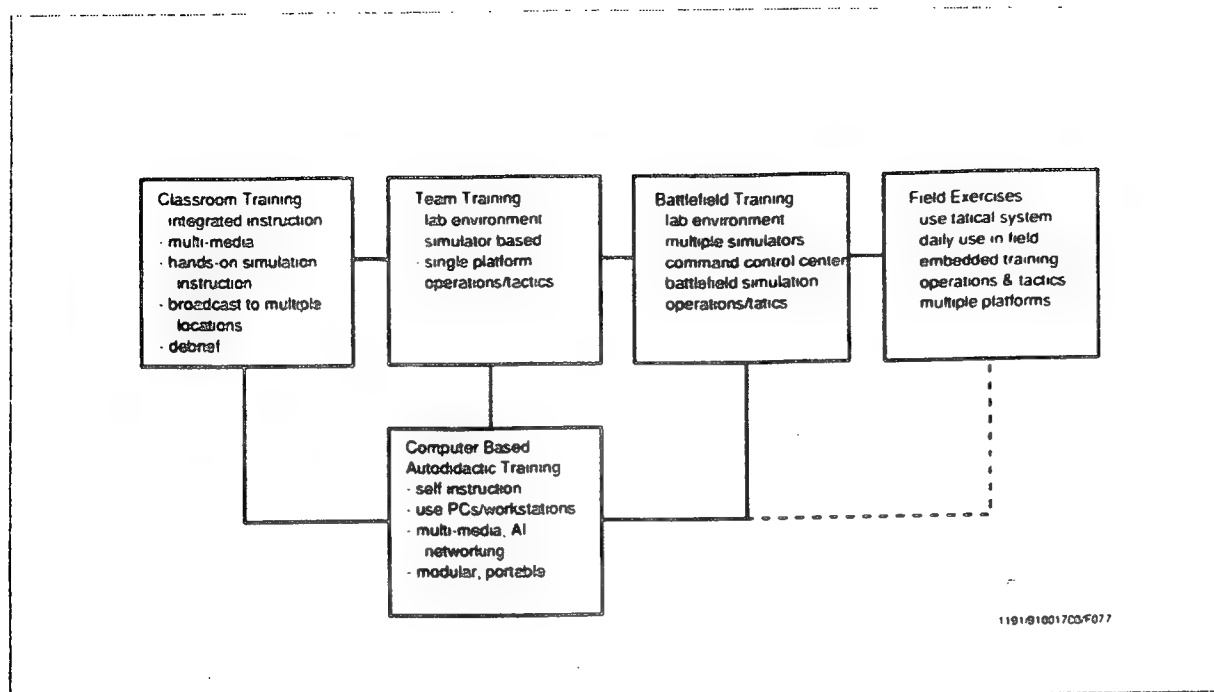 Classroom Training
integrated instruction
· multi-media
· hands-on simulation
instruction
· broadcast to multiple
locations
· debrief
Team Training
lab environment
simulator based
· single platform
operations/tactics
Battlefield Training
lab environment
multiple simulators
command control center
battlefield simulation
operations/tatics
Field Exercises
use tatical system
daily use in field
embedded training
operations & tactics
multiple platforms
Computer Based
Autodidactic Training
· self instruction
· use PCs/workstations
· multi-media, AI
networking
· modular, portable